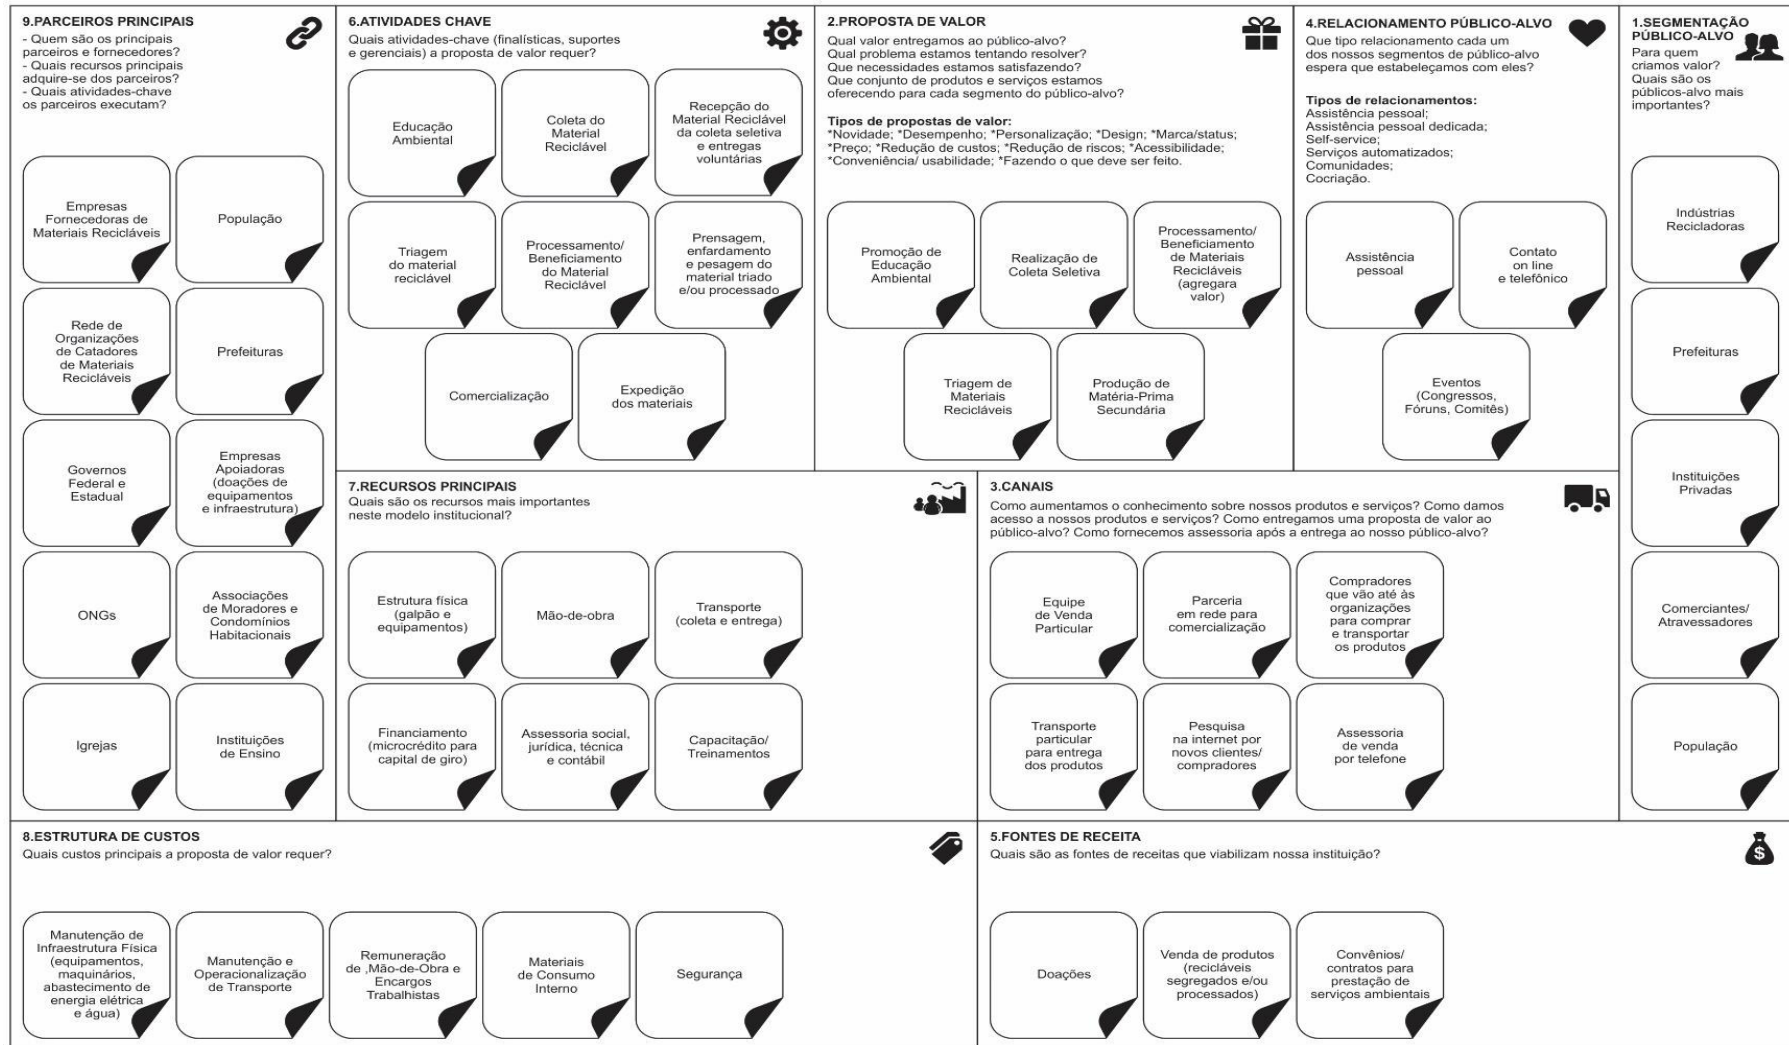 9.PARCEIROS PRINCIPAIS
- Quem são os principais
parceiros e fornecedores?
- Quais recursos principais
adquire-se dos parceiros?
- Quais atividades-chave
os parceiros executam?
Empresas
Fornecedoras de
Materiais Recicláveis
População
Rede de
Organizações
de Catadores
de Materiais
Recicláveis
Prefeituras
Governos
Federal e
Estadual
Empresas
Apoiadoras
(doações de
equipamentos
e infraestrutura)
ONGs
Associações
de Moradores e
Condomínios
Habitacionais
Igrejas
Instituições
de Ensino
6.ATIVIDADES CHAVE
Quais atividades-chave (finalísticas, suportes
e gerenciais) a proposta de valor requer?
Educação
Ambiental
Coleta do
Material
Reciclável
Recepção do
Material Reciclável
da coleta seletiva
e entregas
voluntárias
Triagem
do material
reciclável
Processamento/
Beneficiamento
do Material
Reciclável
Prensagem,
enfardamento
e pesagem do
material triado
e/ou processado
Comercialização
Expedição
dos materiais
2.PROPOSTA DE VALOR
Qual valor entregamos ao público-alvo?
Qual problema estamos tentando resolver?
Que necessidades estamos satisfazendo?
Que conjunto de produtos e serviços estamos
oferecendo para cada segmento do público-alvo?
Tipos de propostas de valor:
*Novidade; *Desempenho; *Personalização; *Design; *Marca/status;
*Preço; *Redução de custos; *Redução de riscos; *Acessibilidade;
*Conveniência/ usabilidade; *Fazendo o que deve ser feito.
Promoção de
Educação
Ambiental
Realização de
Coleta Seletiva
Processamento/
Beneficiamento
de Materiais
Recicláveis
(agregara
valor)
Triagem de
Materiais
Recicláveis
Produção de
Matéria-Prima
Secundária
4.RELACIONAMENTO PÚBLICO-ALVO
Que tipo relacionamento cada um
dos nossos segmentos de público-alvo
espera que estabeleçamos com eles?
Tipos de relacionamentos:
Assistência pessoal;
Assistência pessoal dedicada;
Self-service;
Serviços automatizados;
Comunidades;
Cocriação.
Assistência
pessoal
Contato
on line
e telefônico
Eventos
(Congressos,
Fóruns, Comitês)
1.SEGMENTAÇÃO
PÚBLICO-ALVO
Para quem
criamos valor?
Quais são os
públicos-alvo mais
importantes?
Indústrias
Recicladoras
Prefeituras
Instituições
Privadas
Comerciantes/
Atravessadores
População
7.RECURSOS PRINCIPAIS
Quais são os recursos mais importantes
neste modelo institucional?
Estrutura física
(galpão e
equipamentos)
Mão-de-obra
Transporte
(coleta e entrega)
Financiamento
(microcrédito para
capital de giro)
Assessoria social,
jurídica, técnica
e contábil
Capacitação/
Treinamentos
3.CANAIS
Como aumentamos o conhecimento sobre nossos produtos e serviços? Como damos
acesso a nossos produtos e serviços? Como entregamos uma proposta de valor ao
público-alvo? Como fornecemos assessoria após a entrega ao nosso público-alvo?
Equipe
de Venda
Particular
Parceria
em rede para
comercialização
Compradores
que vão até às
organizações
para comprar
e transportar
os produtos
Transporte
particular
para entrega
dos produtos
Pesquisa
na internet por
novos clientes/
compradores
Assessoria
de venda
por telefone
8.ESTRUTURA DE CUSTOS
Quais custos principais a proposta de valor requer?
Manutenção de
Infraestrutura Física
(equipamentos,
maquinários,
abastecimento de
energia elétrica
e água)
Manutenção e
Operacionalização
de Transporte
Remuneração
de ,Mão-de-Obra e
Encargos
Trabalhistas
Materiais
de Consumo
Interno
Segurança
5.FONTES DE RECEITA
Quais são as fontes de receitas que viabilizam nossa instituição?
$
Doações
Venda de produtos
(recicláveis
segregados e/ou
processados)
Convênios/
contratos para
prestação de
serviços ambientais